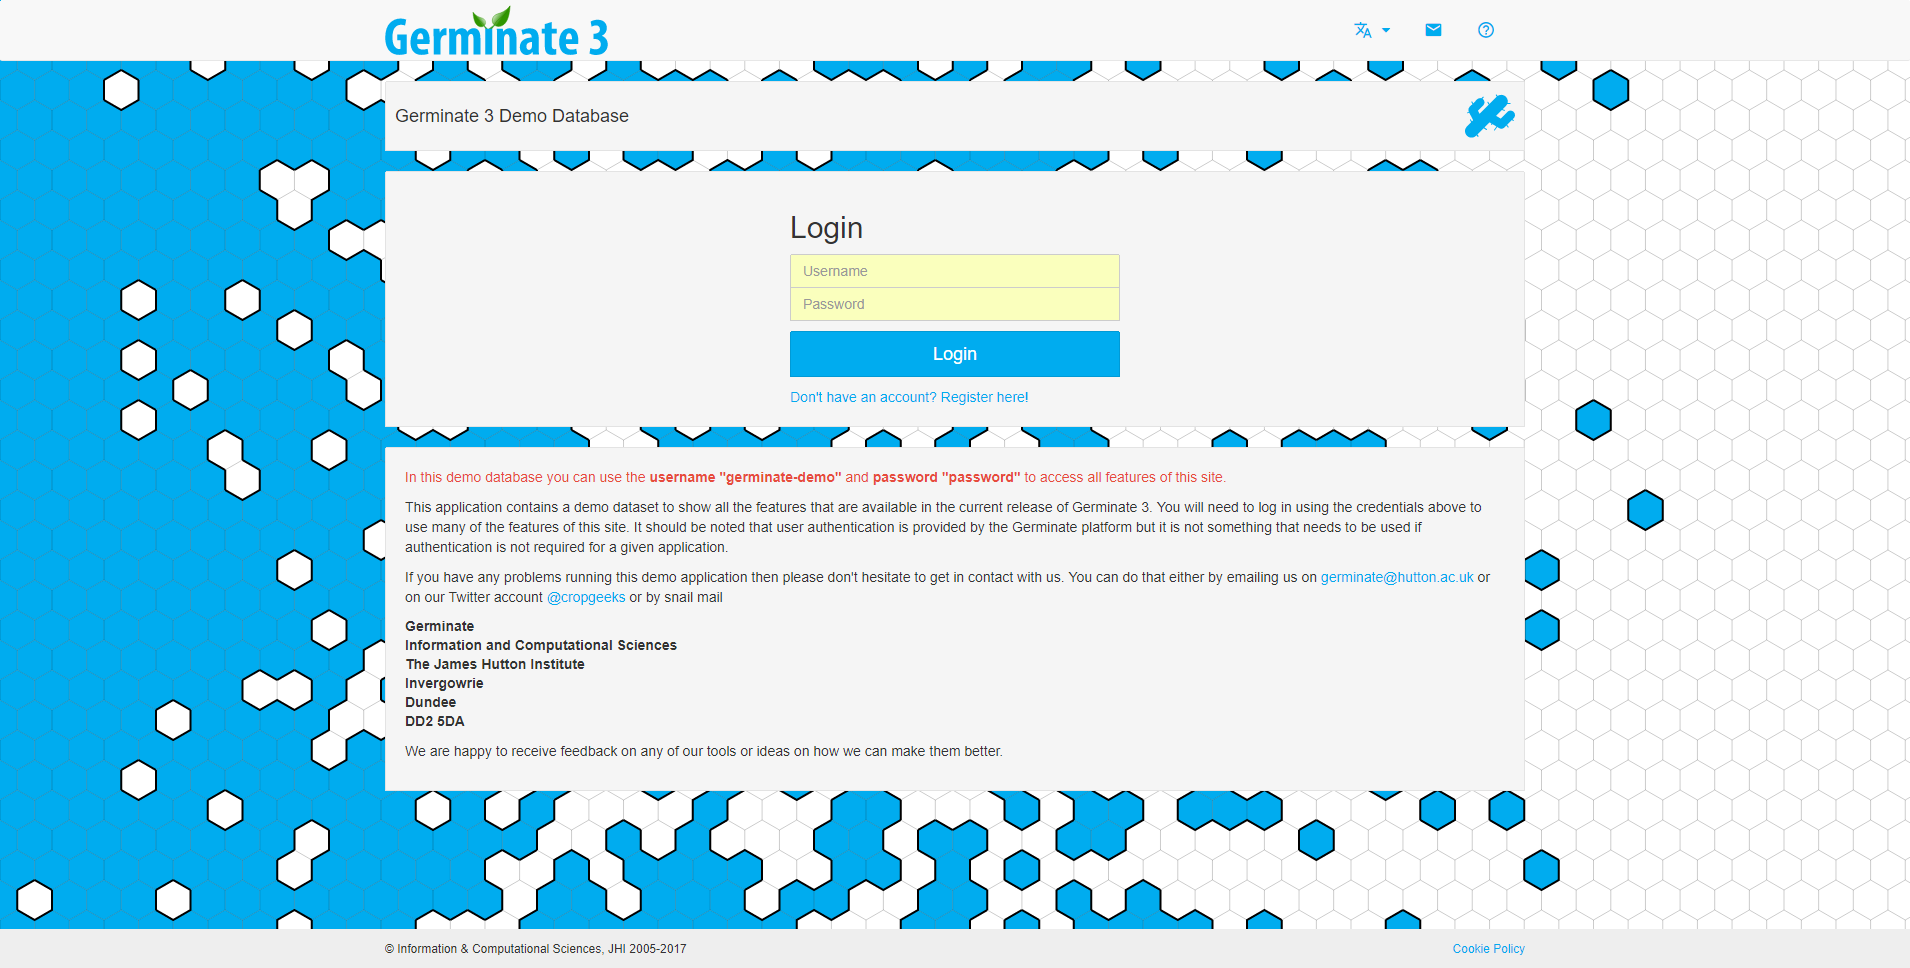 Germinate 3
Germinate 3 Demo Database
Login
Username
Password
Login
Don't have an account? Register here!
In this demo database you can use the username "germinate-demo" and password "password" to access all features of this site.
This application contains a demo dataset to show all the features that are available in the current release of Germinate 3. You will need to log in using the credentials above to
use many of the features of this site. It should be noted that user authentication is provided by the Germinate platform but it is not something that needs to be used if
authentication is not required for a given application.
If you have any problems running this demo application then please don't hesitate to get in contact with us. You can do that either by emailing us on germinate@hutton.ac.uk or
on our Twitter account @cropgeeks or by snail mail
Germinate
Information and Computational Sciences
The James Hutton Institute
Invergowrie
Dundee
DD2 5DA
We are happy to receive feedback on any of our tools or ideas on how we can make them better.
© Information & Computational Sciences, JHI 2005-2017
Cookie Policy